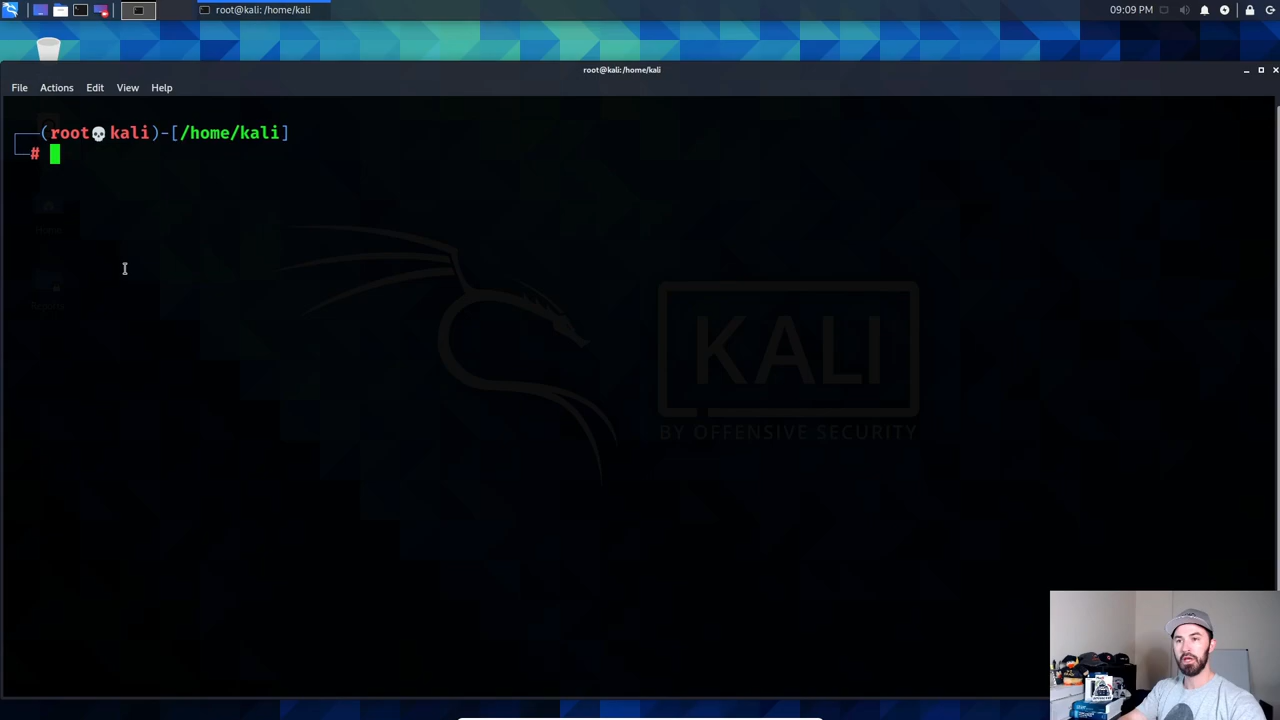 root@kali: /home/kali
09:09 PM
root@kali: /home/kali
File Actions Edit View Help
┌──(root💀kali)-[/home/kali]
└─#
KALI
BY OFFENSIVE SECURITY
Home